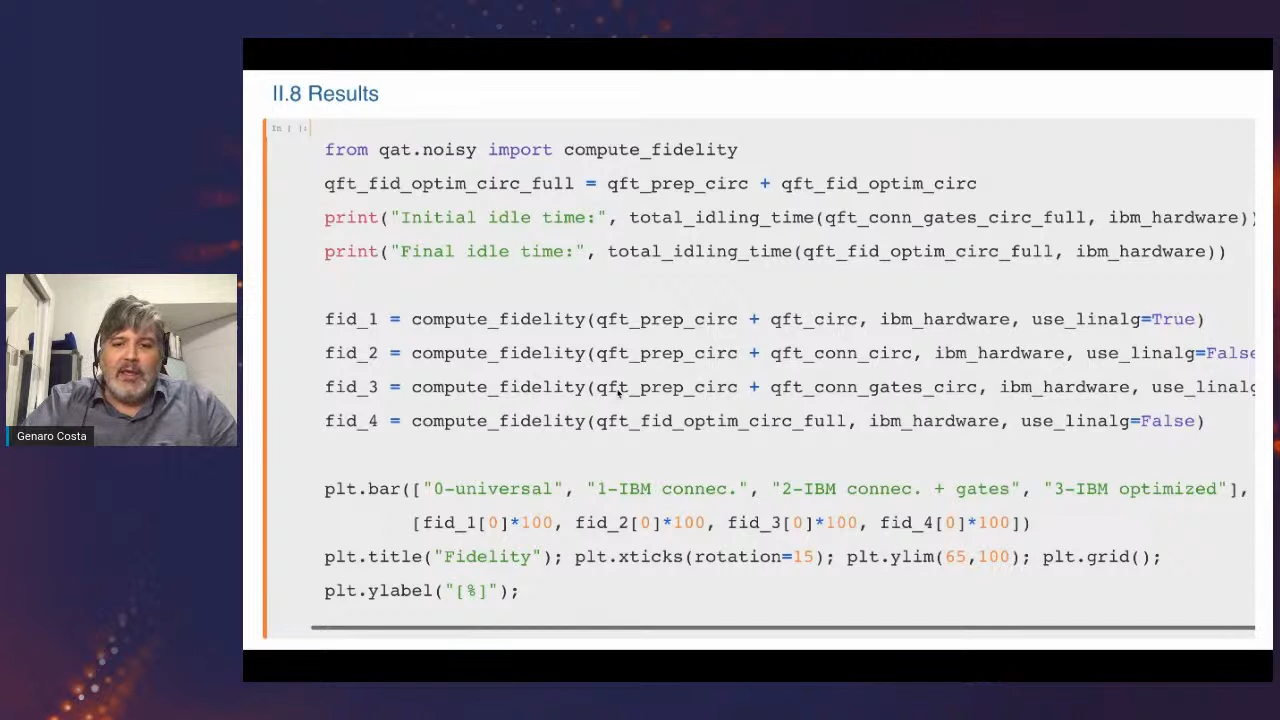 II.8 Results
In [ ]:
from qat.noisy import compute_fidelity
qft_fid_optim_circ_full = qft_prep_circ + qft_fid_optim_circ
print("Initial idle time:", total_idling_time(qft_conn_gates_circ_full, ibm_hardware))
print("Final idle time:", total_idling_time(qft_fid_optim_circ_full, ibm_hardware))
fid_1 = compute_fidelity(qft_prep_circ + qft_circ, ibm_hardware, use_linalg=True)
fid_2 = compute_fidelity(qft_prep_circ + qft_conn_circ, ibm_hardware, use_linalg=False
fid_3 = compute_fidelity(qft_prep_circ + qft_conn_gates_circ, ibm_hardware, use_linalg
fid_4 = compute_fidelity(qft_fid_optim_circ_full, ibm_hardware, use_linalg=False)
plt.bar(["0-universal", "1-IBM connec.", "2-IBM connec. + gates", "3-IBM optimized"],
[fid_1[0]*100, fid_2[0]*100, fid_3[0]*100, fid_4[0]*100])
plt.title("Fidelity"); plt.xticks(rotation=15); plt.ylim(65,100); plt.grid();
plt.ylabel("[%]");
Genaro Costa